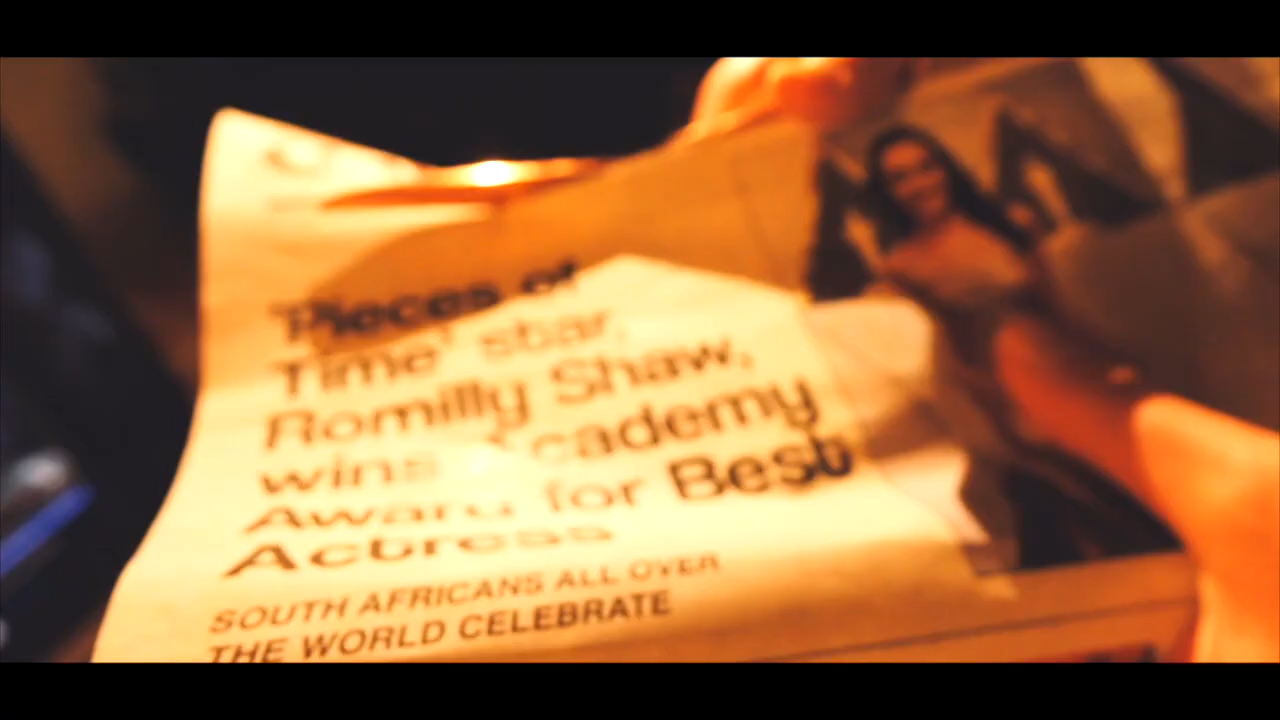 'Pieces of
Time' star,
Romilly Shaw,
wins Academy
Award for Best
Actress
SOUTH AFRICANS ALL OVER
THE WORLD CELEBRATE